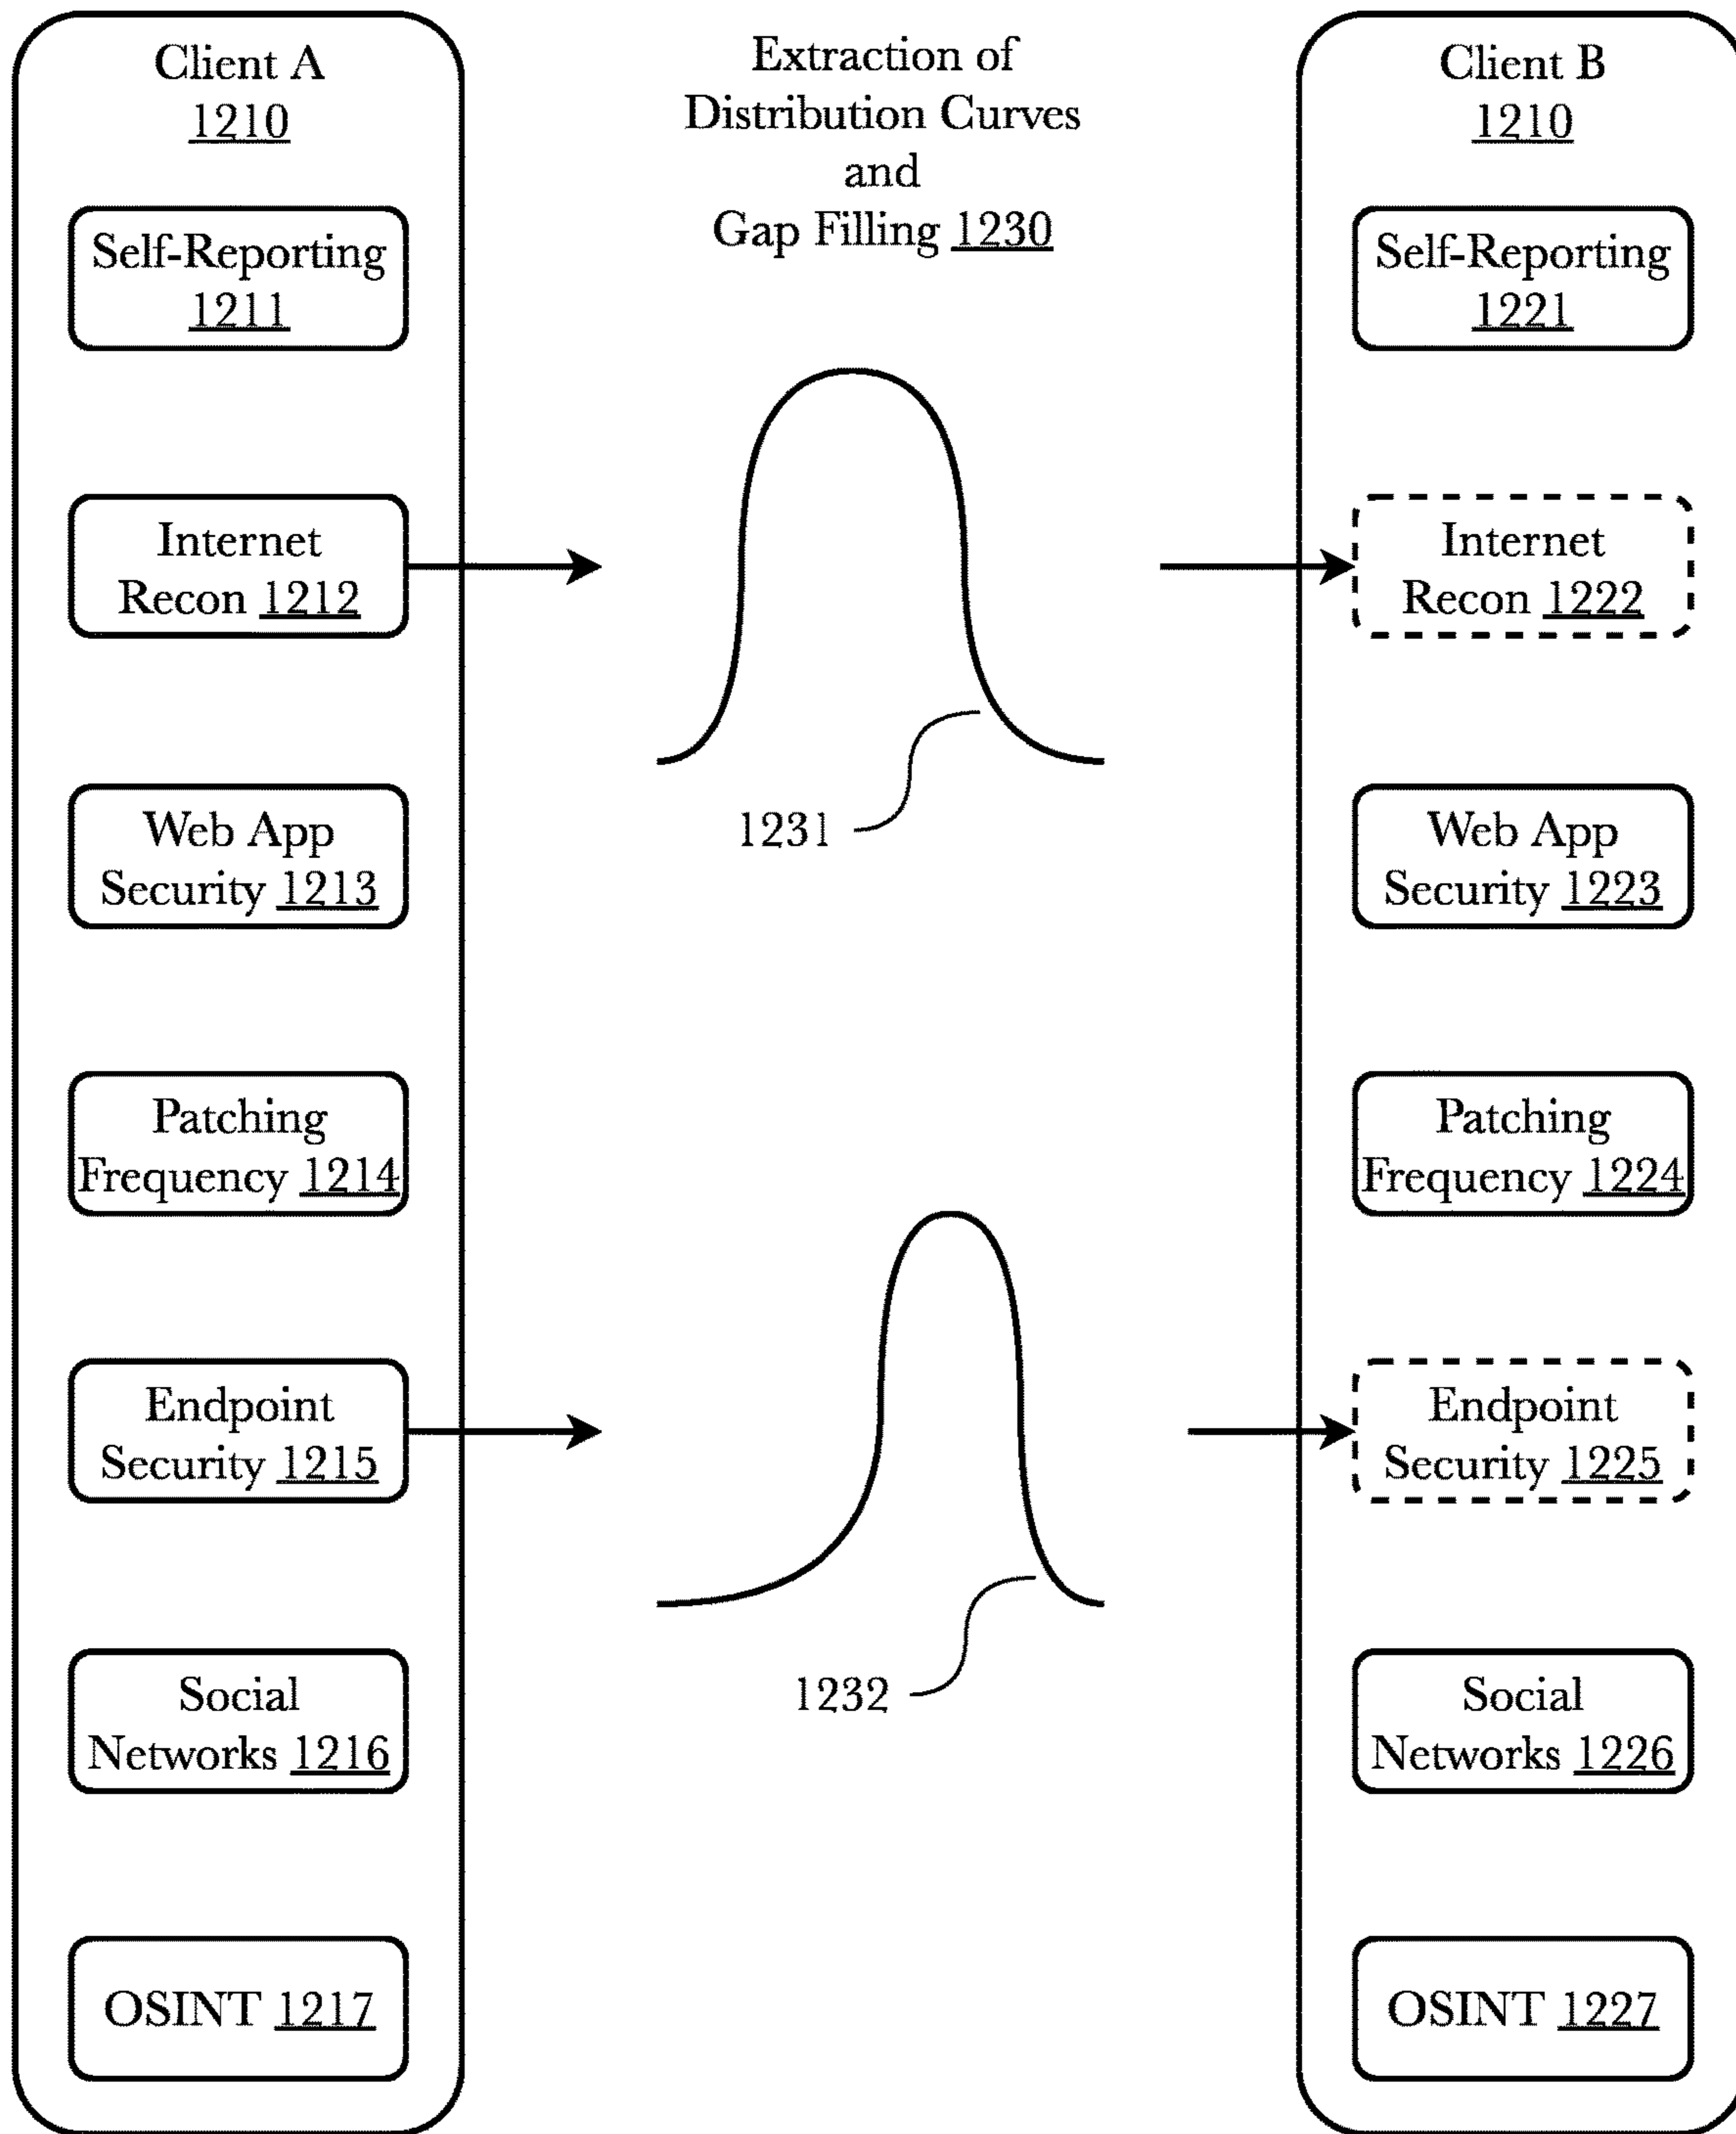 Client A
1210
Self-Reporting
1211
Internet
Recon 1212
Web App
Security 1213
Patching
Frequency 1214
Endpoint
Security 1215
Social
Networks 1216
OSINT 1217
Extraction of
Distribution Curves
and
Gap Filling 1230
1231
1232
Client B
1210
Self-Reporting
1221
Internet
Recon 1222
Web App
Security 1223
Patching
Frequency 1224
Endpoint
Security 1225
Social
Networks 1226
OSINT 1227